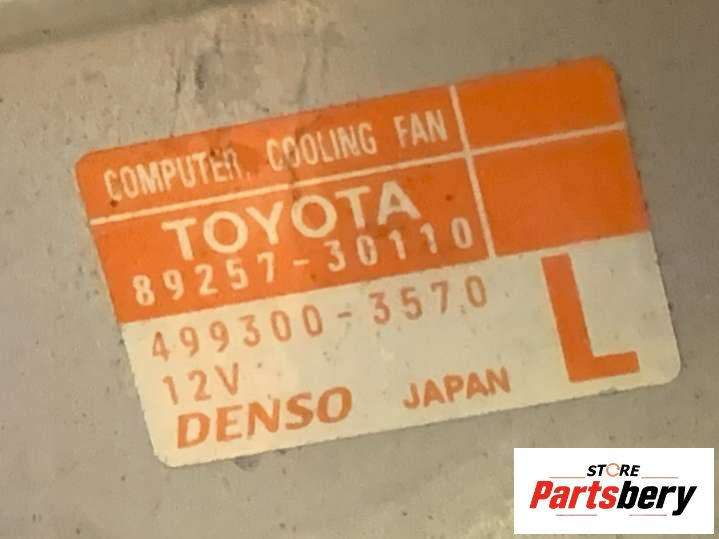 COMPUTER, COOLING FAN
TOYOTA
89257-30110
499300-3570
12V
DENSO JAPAN
L
STORE
Partsbery